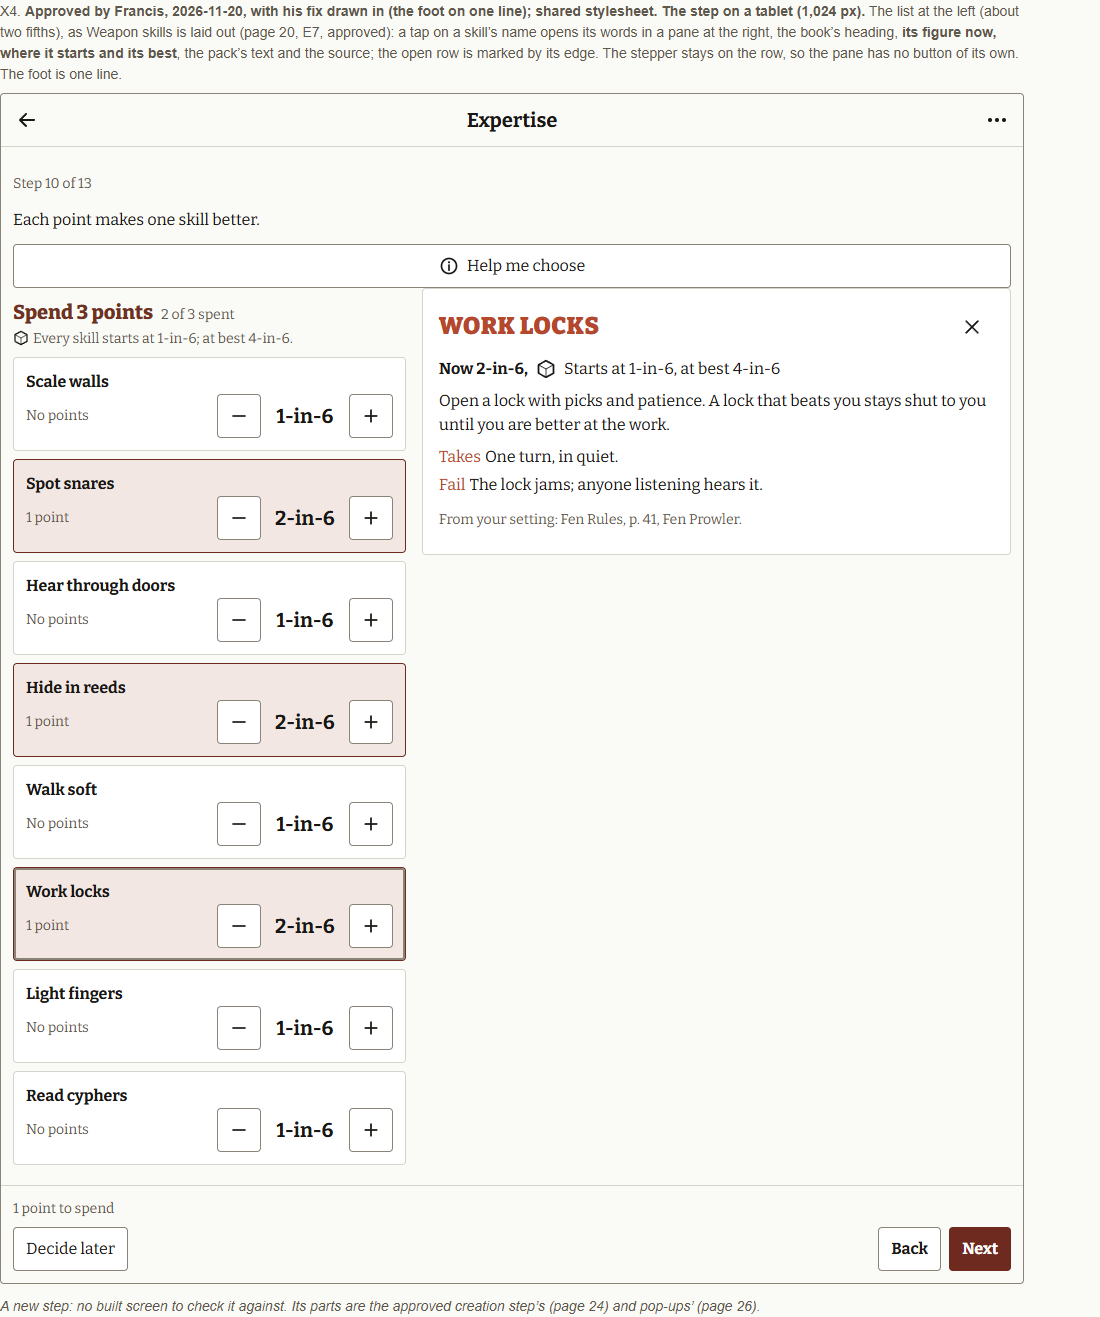 X4. Approved by Francis, 2026-11-20, with his fix drawn in (the foot on one line); shared stylesheet. The step on a tablet (1,024 px). The list at the left (about
two fifths), as Weapon skills is laid out (page 20, E7, approved): a tap on a skill's name opens its words in a pane at the right, the book's heading, its figure now,
where it starts and its best, the pack's text and the source; the open row is marked by its edge. The stepper stays on the row, so the pane has no button of its own.
The foot is one line.
Expertise
Step 10 of 13
Each point makes one skill better.
Help me choose
Spend 3 points 2 of 3 spent
Every skill starts at 1-in-6; at best 4-in-6.
Scale walls
No points
− 1-in-6 +
Spot snares
1 point
− 2-in-6 +
Hear through doors
No points
− 1-in-6 +
Hide in reeds
1 point
− 2-in-6 +
Walk soft
No points
− 1-in-6 +
Work locks
1 point
− 2-in-6 +
Light fingers
No points
− 1-in-6 +
Read cyphers
No points
− 1-in-6 +
WORK LOCKS
Now 2-in-6, Starts at 1-in-6, at best 4-in-6
Open a lock with picks and patience. A lock that beats you stays shut to you
until you are better at the work.
Takes One turn, in quiet.
Fail The lock jams; anyone listening hears it.
From your setting: Fen Rules, p. 41, Fen Prowler.
1 point to spend
Decide later
Back
Next
A new step: no built screen to check it against. Its parts are the approved creation step's (page 24) and pop-ups' (page 26).